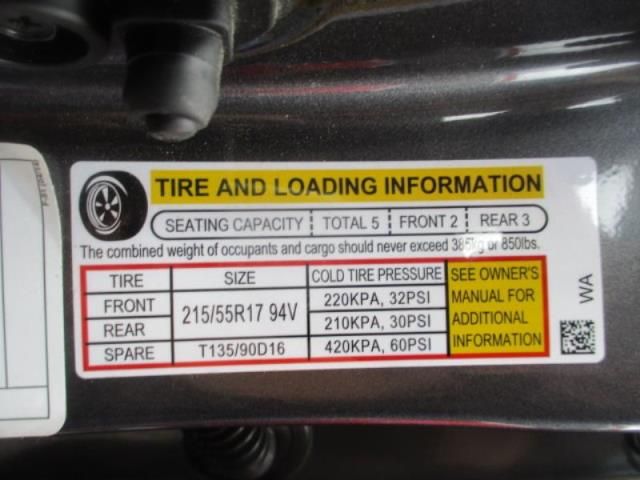 TIRE AND LOADING INFORMATION
SEATING CAPACITY TOTAL 5 FRONT 2 REAR 3
The combined weight of occupants and cargo should never exceed 385kg or 850lbs.
TIRE SIZE COLD TIRE PRESSURE SEE OWNER'S
FRONT 215/55R17 94V 220KPA, 32PSI MANUAL FOR
REAR 210KPA, 30PSI ADDITIONAL
SPARE T135/90D16 420KPA, 60PSI INFORMATION
WA